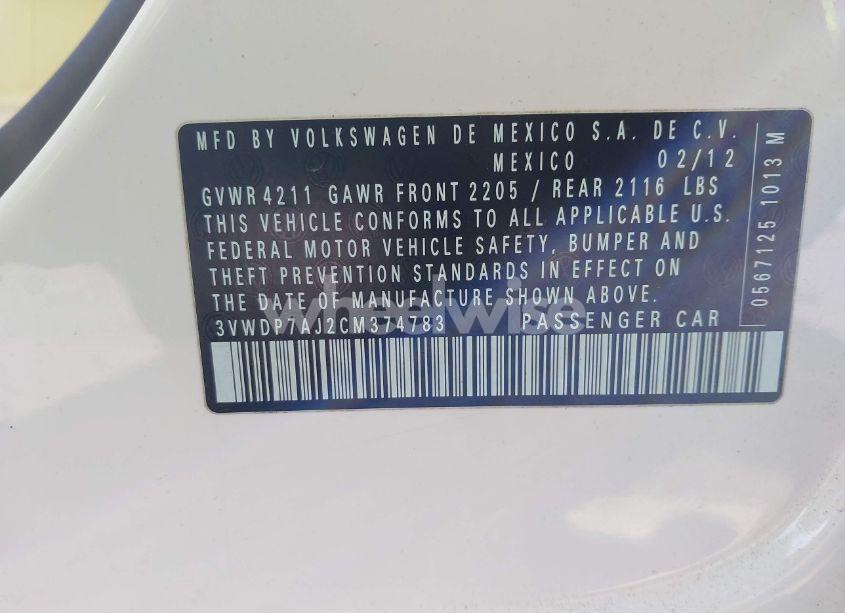 MFD BY VOLKSWAGEN DE MEXICO S.A. DE C.V.
MEXICO 02/12
GVWR 4211 GAWR FRONT 2205 / REAR 2116 LBS
THIS VEHICLE CONFORMS TO ALL APPLICABLE U.S.
FEDERAL MOTOR VEHICLE SAFETY, BUMPER AND
THEFT PREVENTION STANDARDS IN EFFECT ON
THE DATE OF MANUFACTURE SHOWN ABOVE.
3VWDP7AJ2CM374783 PASSENGER CAR
0567125 1013 M
wheelwise